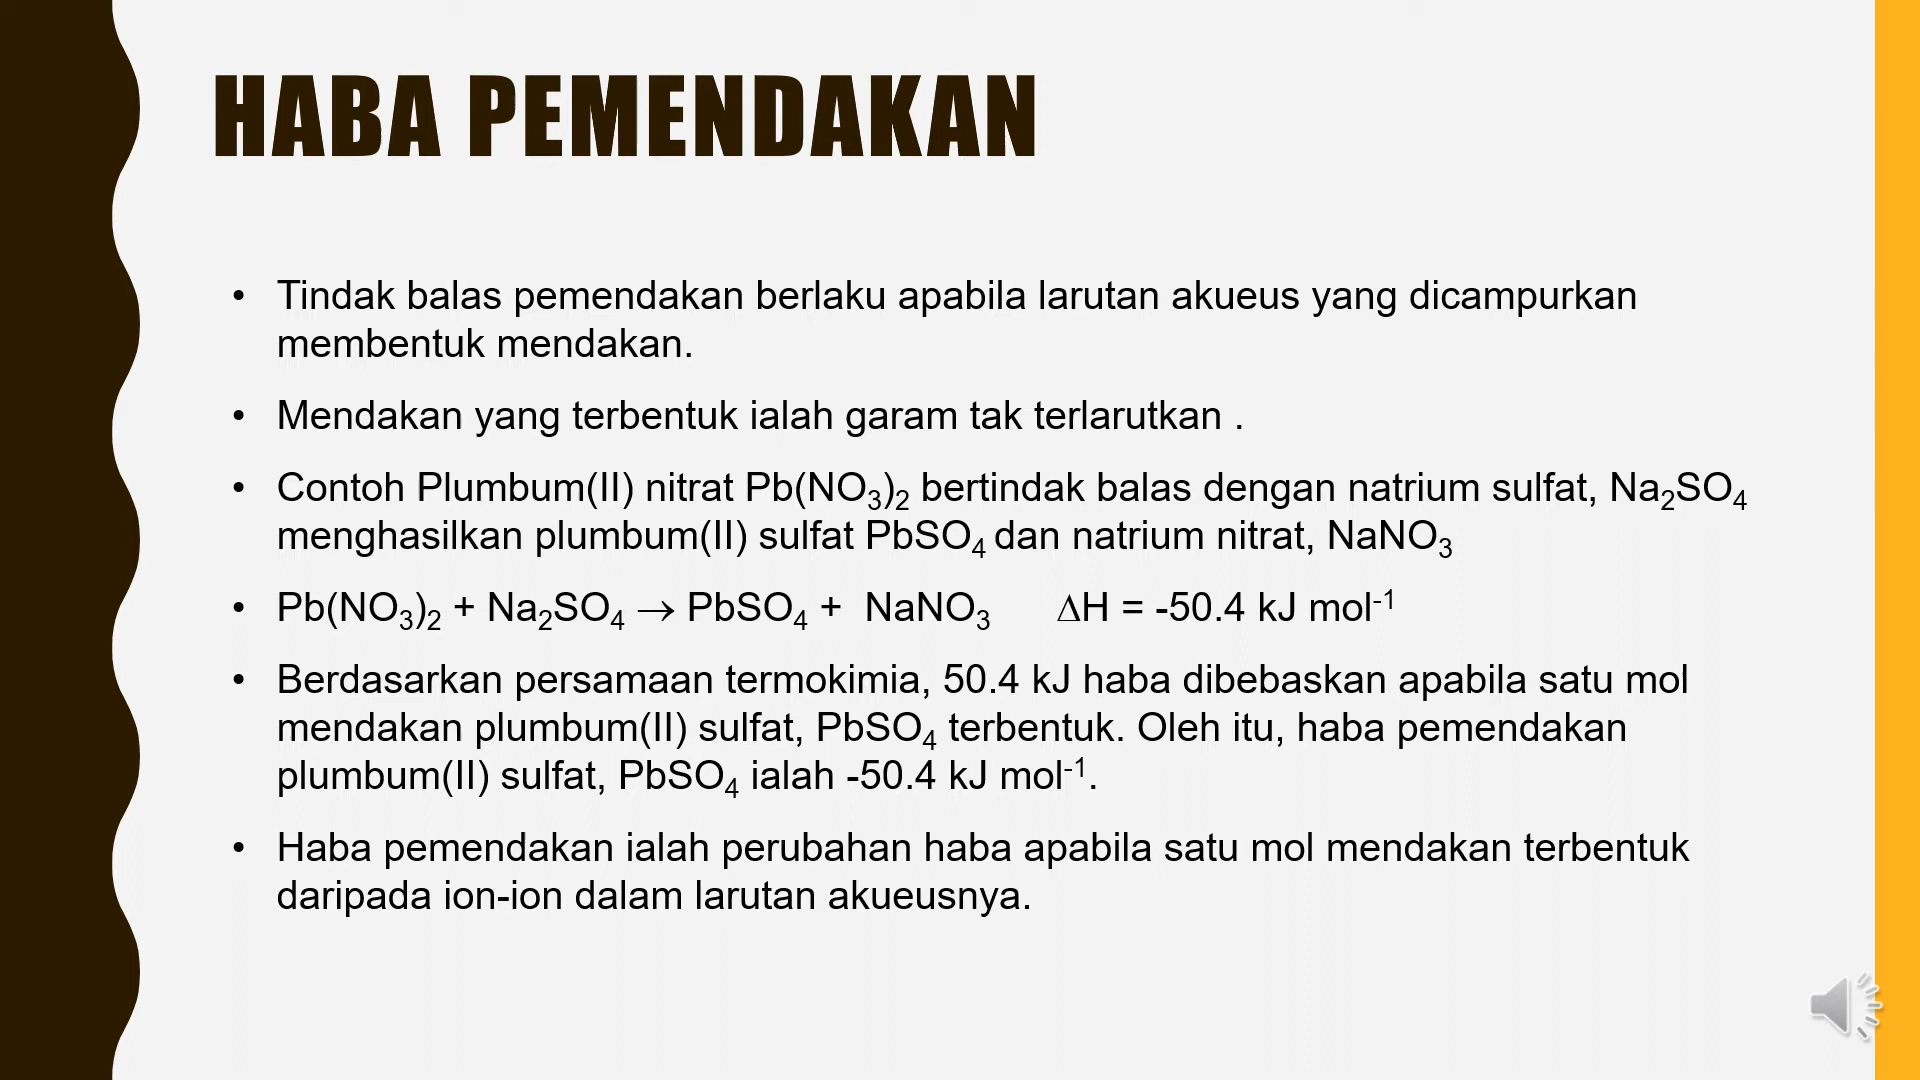 HABA PEMENDAKAN
• Tindak balas pemendakan berlaku apabila larutan akueus yang dicampurkan
membentuk mendakan.
• Mendakan yang terbentuk ialah garam tak terlarutkan .
• Contoh Plumbum(II) nitrat Pb(NO₃)₂ bertindak balas dengan natrium sulfat, Na₂SO₄
menghasilkan plumbum(II) sulfat PbSO₄ dan natrium nitrat, NaNO₃
• Pb(NO₃)₂ + Na₂SO₄ → PbSO₄ + NaNO₃ ∆H = -50.4 kJ mol⁻¹
• Berdasarkan persamaan termokimia, 50.4 kJ haba dibebaskan apabila satu mol
mendakan plumbum(II) sulfat, PbSO₄ terbentuk. Oleh itu, haba pemendakan
plumbum(II) sulfat, PbSO₄ ialah -50.4 kJ mol⁻¹.
• Haba pemendakan ialah perubahan haba apabila satu mol mendakan terbentuk
daripada ion-ion dalam larutan akueusnya.